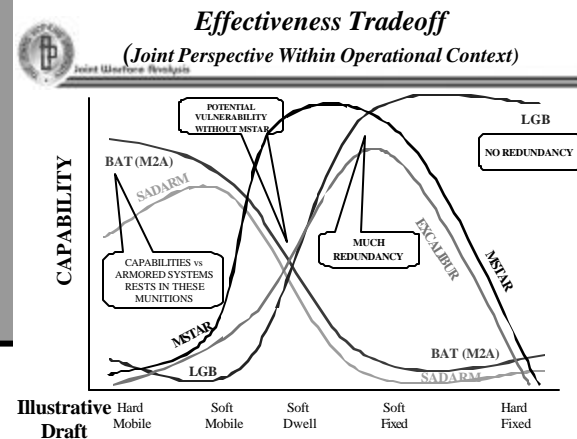 Effectiveness Tradeoff
(Joint Perspective Within Operational Context)
Joint Warfare Analysis
CAPABILITY
POTENTIAL
VULNERABILITY
WITHOUT MSTAR
LGB
NO REDUNDANCY
BAT (M2A)
SADARM
CAPABILITIES vs
ARMORED SYSTEMS
RESTS IN THESE
MUNITIONS
MUCH
REDUNDANCY
EXCALIBUR
MSTAR
MSTAR
LGB
BAT (M2A)
SADARM
Illustrative
Draft
Hard
Mobile
Soft
Mobile
Soft
Dwell
Soft
Fixed
Hard
Fixed